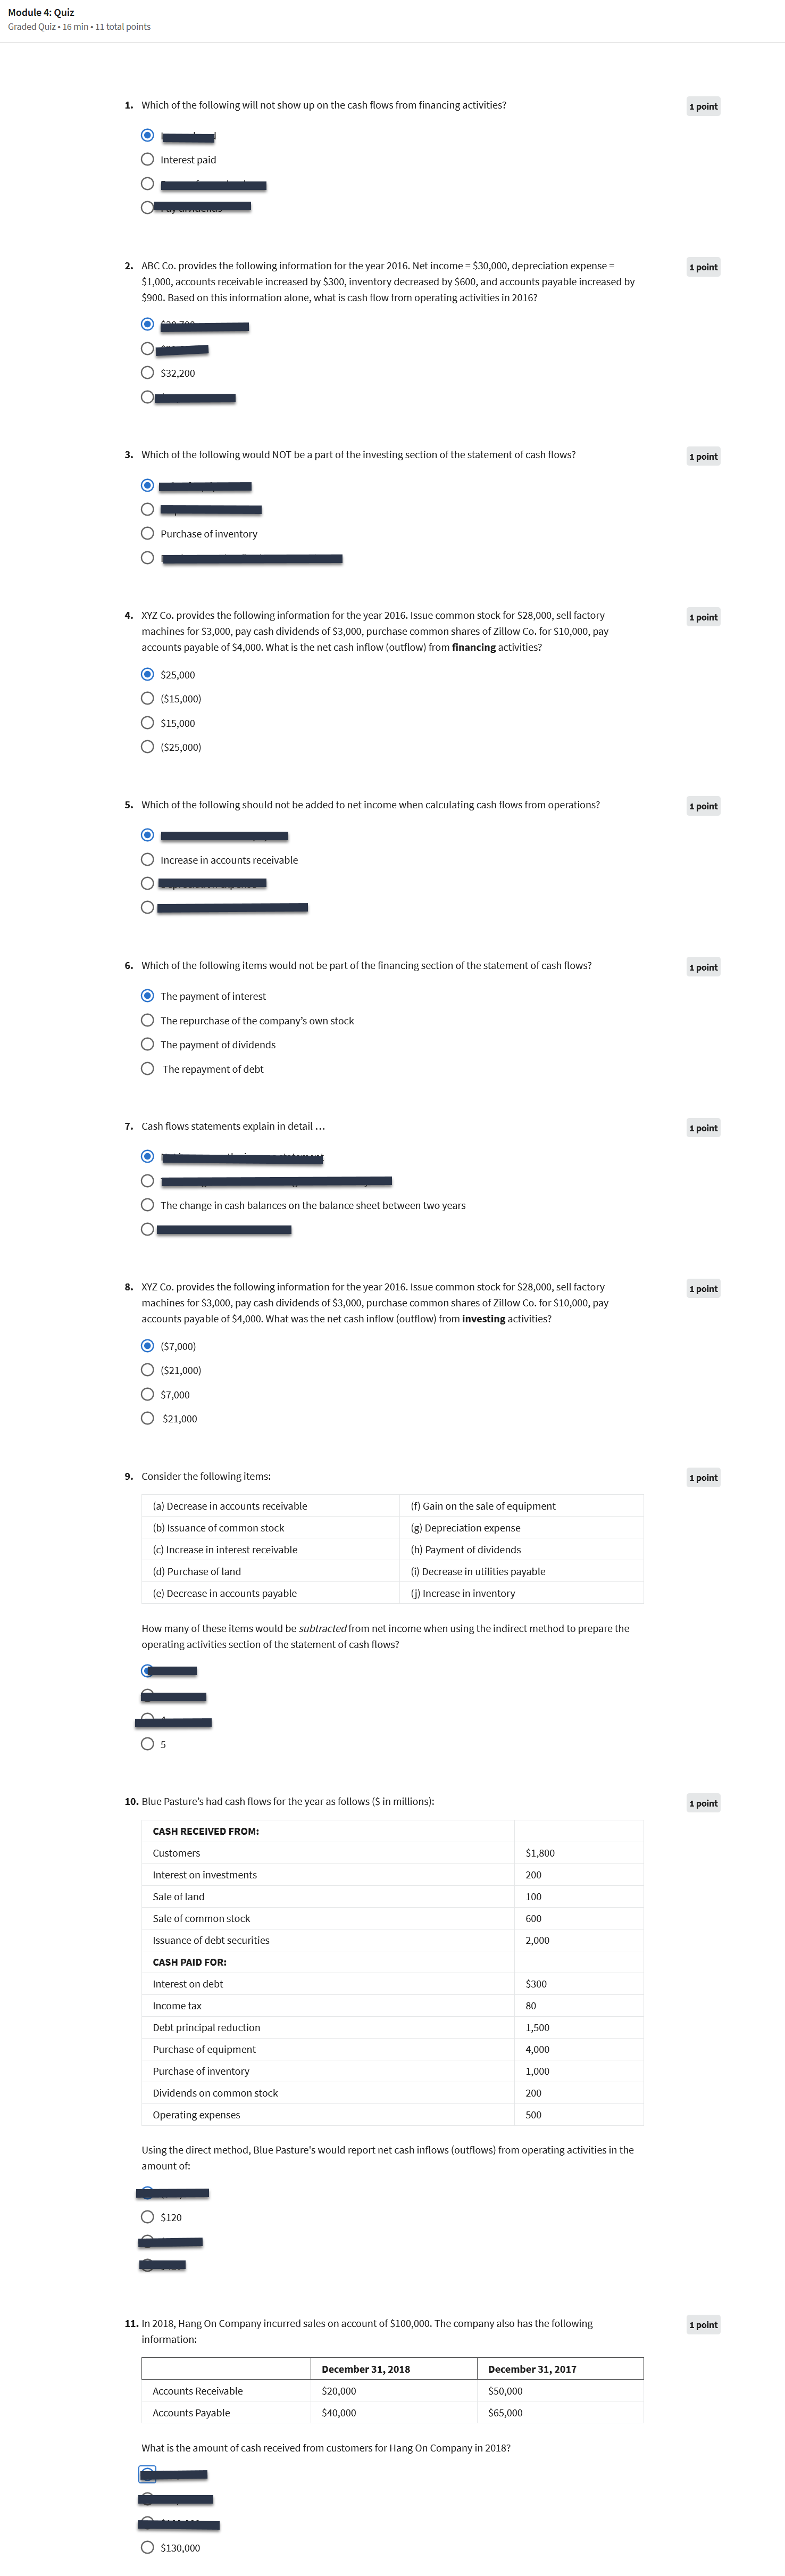 Module 4: Quiz
Graded Quiz • 16 min • 11 total points
1. Which of the following will not show up on the cash flows from financing activities?
1 point
Interest paid
2. ABC Co. provides the following information for the year 2016. Net income = $30,000, depreciation expense =
$1,000, accounts receivable increased by $300, inventory decreased by $600, and accounts payable increased by
$900. Based on this information alone, what is cash flow from operating activities in 2016?
1 point
$32,200
3. Which of the following would NOT be a part of the investing section of the statement of cash flows?
1 point
Purchase of inventory
4. XYZ Co. provides the following information for the year 2016. Issue common stock for $28,000, sell factory
machines for $3,000, pay cash dividends of $3,000, purchase common shares of Zillow Co. for $10,000, pay
accounts payable of $4,000. What is the net cash inflow (outflow) from financing activities?
1 point
$25,000
($15,000)
$15,000
($25,000)
5. Which of the following should not be added to net income when calculating cash flows from operations?
1 point
Increase in accounts receivable
6. Which of the following items would not be part of the financing section of the statement of cash flows?
1 point
The payment of interest
The repurchase of the company's own stock
The payment of dividends
The repayment of debt
7. Cash flows statements explain in detail …
1 point
The change in cash balances on the balance sheet between two years
8. XYZ Co. provides the following information for the year 2016. Issue common stock for $28,000, sell factory
machines for $3,000, pay cash dividends of $3,000, purchase common shares of Zillow Co. for $10,000, pay
accounts payable of $4,000. What was the net cash inflow (outflow) from investing activities?
1 point
($7,000)
($21,000)
$7,000
$21,000
9. Consider the following items:
1 point
(a) Decrease in accounts receivable (f) Gain on the sale of equipment
(b) Issuance of common stock (g) Depreciation expense
(c) Increase in interest receivable (h) Payment of dividends
(d) Purchase of land (i) Decrease in utilities payable
(e) Decrease in accounts payable (j) Increase in inventory
How many of these items would be subtracted from net income when using the indirect method to prepare the
operating activities section of the statement of cash flows?
5
10. Blue Pasture's had cash flows for the year as follows ($ in millions):
1 point
CASH RECEIVED FROM:
Customers $1,800
Interest on investments 200
Sale of land 100
Sale of common stock 600
Issuance of debt securities 2,000
CASH PAID FOR:
Interest on debt $300
Income tax 80
Debt principal reduction 1,500
Purchase of equipment 4,000
Purchase of inventory 1,000
Dividends on common stock 200
Operating expenses 500
Using the direct method, Blue Pasture's would report net cash inflows (outflows) from operating activities in the
amount of:
$120
11. In 2018, Hang On Company incurred sales on account of $100,000. The company also has the following
information:
1 point
December 31, 2018 December 31, 2017
Accounts Receivable $20,000 $50,000
Accounts Payable $40,000 $65,000
What is the amount of cash received from customers for Hang On Company in 2018?
$130,000